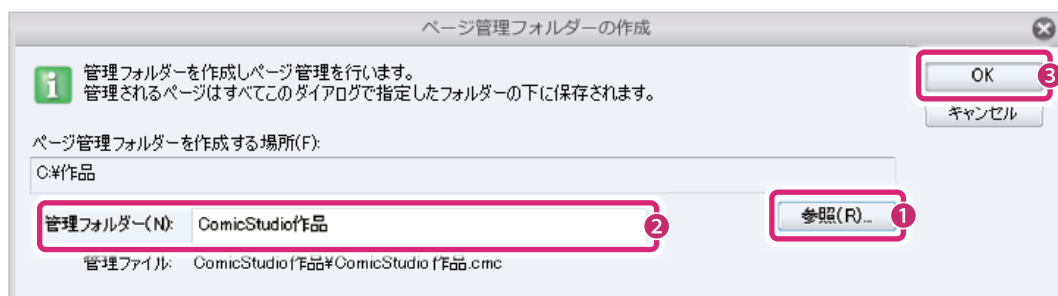 ページ管理フォルダーの作成
管理フォルダーを作成しページ管理を行います。
管理されるページはすべてこのダイアログで指定したフォルダーの下に保存されます。
OK
3
キャンセル
ページ管理フォルダーを作成する場所(F):
C:¥作品
参照(R)...
1
管理フォルダー(N):
ComicStudio作品
2
管理ファイル:
ComicStudio作品¥ComicStudio作品.cmc